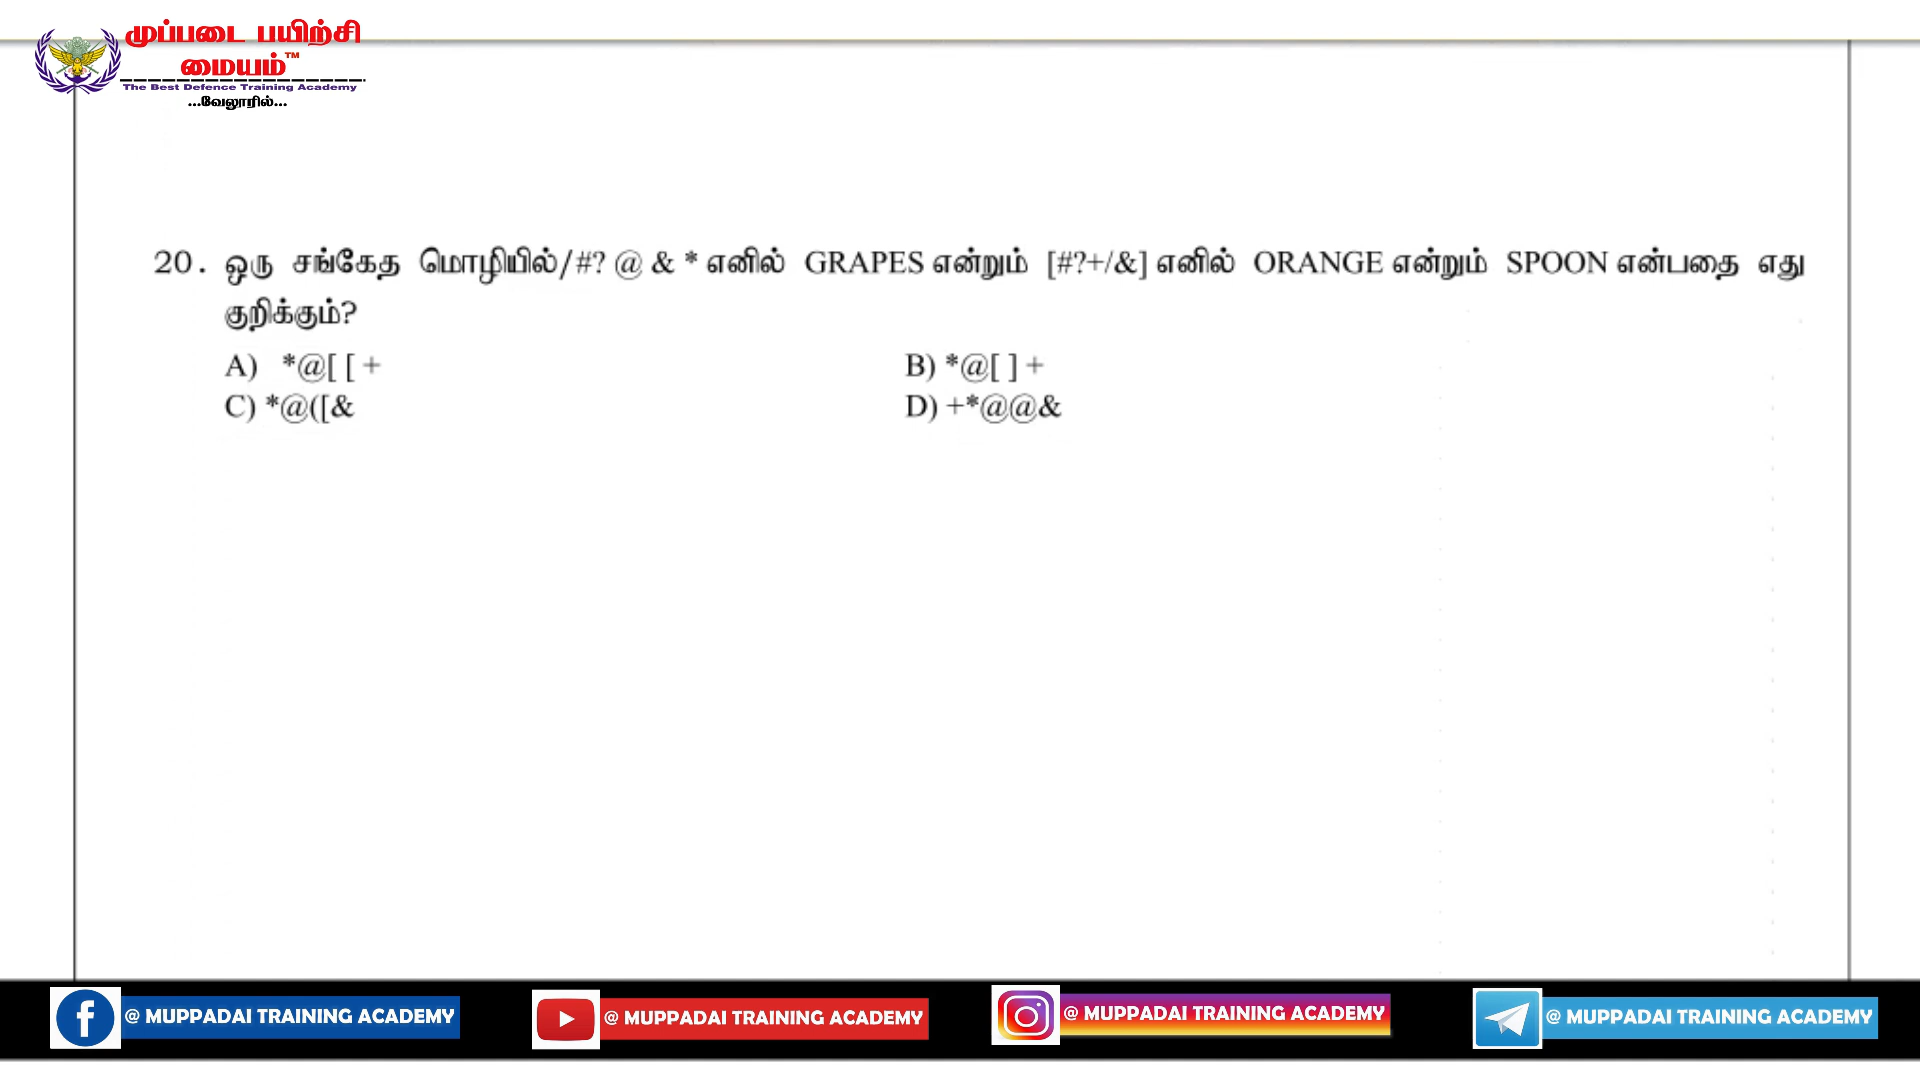 முப்படை பயிற்சி
மையம்™
The Best Defence Training Academy
...வேலூரில்...
20. ஒரு சங்கேத மொழியில்/#? @ & * எனில் GRAPES என்றும் [#?+/&] எனில் ORANGE என்றும் SPOON என்பதை எது
குறிக்கும்?
A) *@[ [ + B) *@[ ] +
C) *@([& D) +*@@&
@ MUPPADAI TRAINING ACADEMY @ MUPPADAI TRAINING ACADEMY @ MUPPADAI TRAINING ACADEMY @ MUPPADAI TRAINING ACADEMY